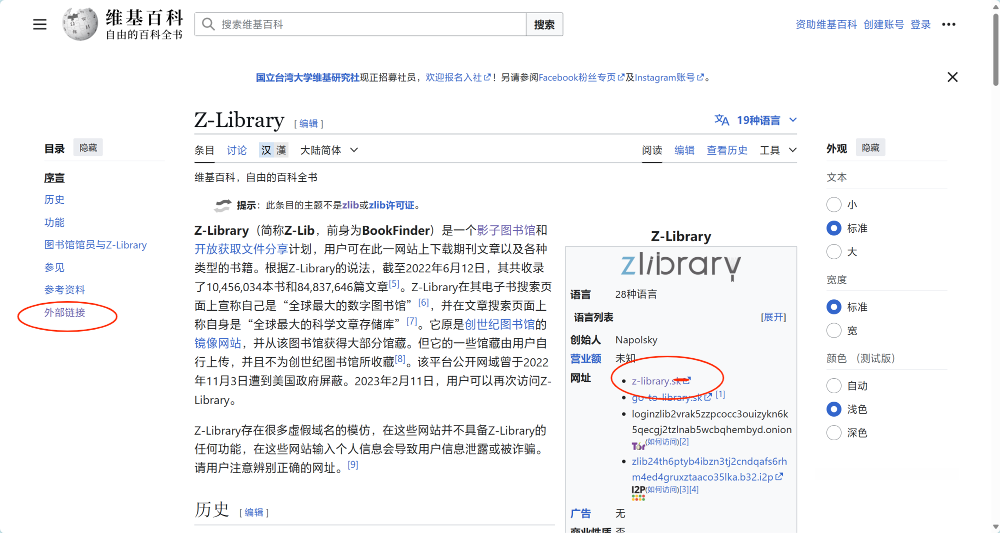 维基百科
自由的百科全书
搜索维基百科
搜索
资助维基百科 创建账号 登录
国立台湾大学维基研究社现正招募社员，欢迎报名入社！另请参阅Facebook粉丝专页及Instagram账号。
Z-Library [ 编辑 ]
19种语言
目录 隐藏
序言
历史
功能
图书馆馆员与Z-Library
参见
参考资料
外部链接
条目 讨论 汉 漢 大陆简体
阅读 编辑 查看历史 工具
维基百科，自由的百科全书
提示：此条目的主题不是zlib或zlib许可证。
Z-Library（简称Z-Lib，前身为BookFinder）是一个影子图书馆和
开放获取文件分享计划，用户可在此一网站上下载期刊文章以及各种
类型的书籍。根据Z-Library的说法，截至2022年6月12日，其共收录
了10,456,034本书和84,837,646篇文章[5]。Z-Library在其电子书搜索页
面上宣称自己是“全球最大的数字图书馆”[6]，并在文章搜索页面上
称自身是“全球最大的科学文章存储库”[7]。它原是创世纪图书馆的
镜像网站，并从该图书馆获得大部分馆藏。但它的一些馆藏由用户自
行上传，并且不为创世纪图书馆所收藏[8]。该平台公开网域曾于2022
年11月3日遭到美国政府屏蔽。2023年2月11日，用户可以再次访问Z-
Library。
Z-Library存在很多虚假域名的模仿，在这些网站并不具备Z-Library的
任何功能，在这些网站输入个人信息会导致用户信息泄露或被诈骗。
请用户注意辨别正确的网址。[9]
历史 [ 编辑 ]
Z-Library
zlibrary
语言 28种语言
语言列表 [展开]
创始人 Napolsky
营业额 未知
网址
z-library.sk
go-to-library.sk [1]
loginzlib2vrak5zzpcocc3ouizykn6k
5qecgj2tzlnab5wcbqhembyd.onion
Tor(如何访问)[2]
zlib24th6ptyb4ibzn3tj2cndqafs6rh
m4ed4gruxztaaco35lka.b32.i2p
I2P(如何访问)[3][4]
广告 无
商业性质 否
外观 隐藏
文本
小
标准
大
宽度
标准
宽
颜色 （测试版）
自动
浅色
深色